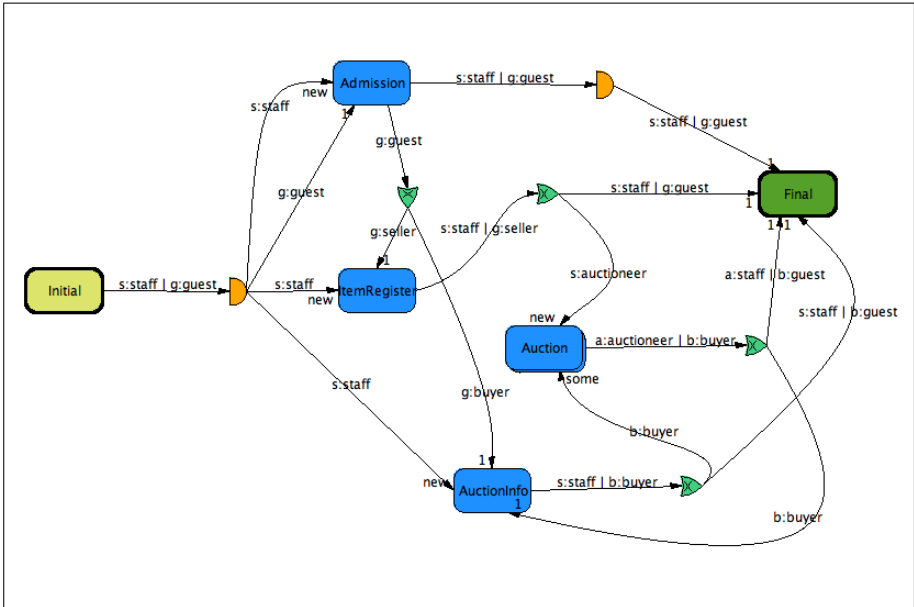 Admission
s:staff | g:guest
new
s:staff
1
g:guest
s:staff | g:guest
1
g:guest
s:staff | g:guest
Final
1
g:seller
s:staff | g:seller
1
1
1
a:staff | b:guest
s:auctioneer
Initial
s:staff | g:guest
s:staff
new
ItemRegister
s:staff | b:guest
new
Auction
a:auctioneer | b:buyer
some
s:staff
g:buyer
b:buyer
1
new
AuctionInfo
1
s:staff | b:buyer
b:buyer